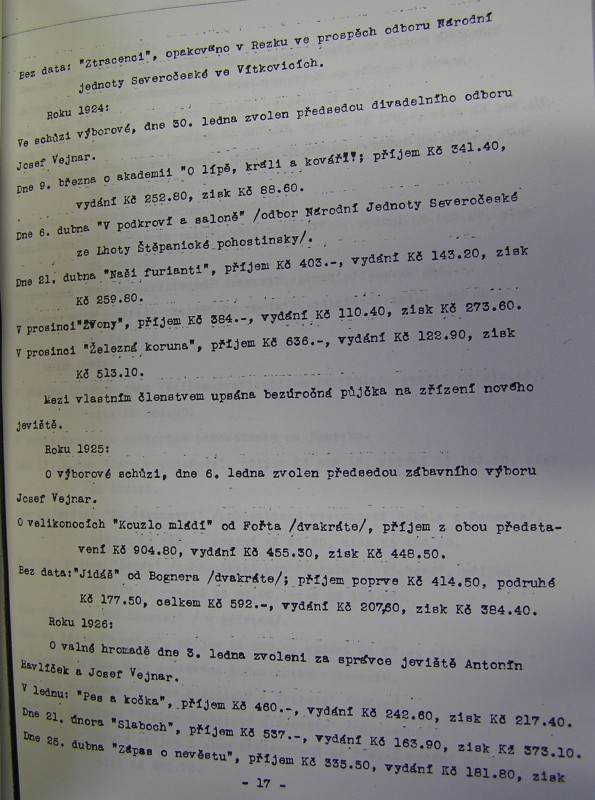 Bez data: "Ztracenci", opakováno v Rezku ve prospěch odboru Národní
jednoty Severočeské ve Vítkovicích.
Roku 1924:
Ve schůzi výborové, dne 30. ledna zvolen předsedou divadelního odboru
Josef Vejnar.
Dne 9. března o akademii "O lípě, králi a kováři"; příjem Kč 341.40,
vydání Kč 252.80, zisk Kč 88.60.
Dne 6. dubna "V podkroví a saloně" /odbor Národní Jednoty Severočeské
ze Lhoty Štěpanické pohostinsky/.
Dne 21. dubna "Naši furianti", příjem Kč 403.-, vydání Kč 143.20, zisk
Kč 259.80.
V prosinci "Zvony", příjem Kč 384.-, vydání Kč 110.40, zisk Kč 273.60.
V prosinci "Železná koruna", příjem Kč 636.-, vydání Kč 122.90, zisk
Kč 513.10.
Mezi vlastním členstvem upsána bezúročná půjčka na zřízení nového
jeviště.
Roku 1925:
O výborové schůzi, dne 6. ledna zvolen předsedou zábavního výboru
Josef Vejnar.
O velikonocích "Kouzlo mládí" od Fořta /dvakráte/, příjem z obou předsta-
vení Kč 904.80, vydání Kč 455.30, zisk Kč 448.50.
Bez data:"Jidáš" od Bognera /dvakráte/; příjem poprve Kč 414.50, podruhé
Kč 177.50, celkem Kč 592.-, vydání Kč 207,60, zisk Kč 384.40.
Roku 1926:
O valné hromadě dne 3. ledna zvoleni za správce jeviště Antonín
Havlíček a Josef Vejnar.
V lednu: "Pes a kočka", příjem Kč 460.-, vydání Kč 242.60, zisk Kč 217.40.
Dne 21. února "Slaboch", příjem Kč 537.-, vydání Kč 163.90, zisk Kž 373.10.
Dne 25. dubna "Zápas o nevěstu", příjem Kč 335.50, vydání Kč 181.80, zisk
- 17 -